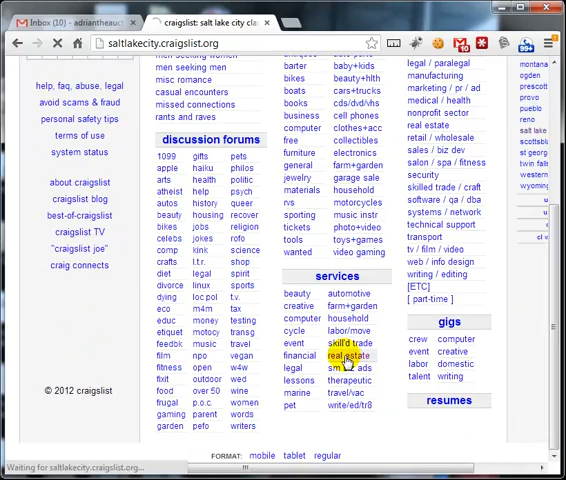 Inbox (10) - adriantheauct
craigslist: salt lake city cla
saltlakecity.craigslist.org
10
99+
help, faq, abuse, legal
avoid scams & fraud
personal safety tips
terms of use
system status
about craigslist
craigslist blog
best-of-craigslist
craigslist TV
"craigslist joe"
craig connects
© 2012 craigslist
men seeking men
misc romance
casual encounters
missed connections
rants and raves
discussion forums
1099 gifts pets
apple haiku philos
arts health politic
atheist help psych
autos history queer
beauty housing recover
bikes jobs religion
celebs jokes rofo
comp kink science
crafts l.t.r. shop
diet legal spirit
divorce linux sports
dying loc pol t.v.
eco m4m tax
educ money testing
etiquet motocy transg
feedbk music travel
film npo vegan
fitness open w4w
fixit outdoor wed
food over 50 wine
frugal p.o.c. women
gaming parent words
garden pefo writers
barter baby+kids
bikes beauty+hlth
boats cars+trucks
books cds/dvd/vhs
business cell phones
computer clothes+acc
free collectibles
furniture electronics
general farm+garden
jewelry garage sale
materials household
rvs motorcycles
sporting music instr
tickets photo+video
tools toys+games
wanted video gaming
services
beauty automotive
creative farm+garden
computer household
cycle labor/move
event skill'd trade
financial real estate
legal sm biz ads
lessons therapeutic
marine travel/vac
pet write/ed/tr8
legal / paralegal
manufacturing
marketing / pr / ad
medical / health
nonprofit sector
real estate
retail / wholesale
sales / biz dev
salon / spa / fitness
security
skilled trade / craft
software / qa / dba
systems / network
technical support
transport
tv / film / video
web / info design
writing / editing
[ETC]
[ part-time ]
gigs
crew computer
event creative
labor domestic
talent writing
resumes
montana
ogden
prescott
provo
pueblo
reno
salt lake
scottsblu
st george
twin falls
western
wyoming
FORMAT: mobile tablet regular
Waiting for saltlakecity.craigslist.org...